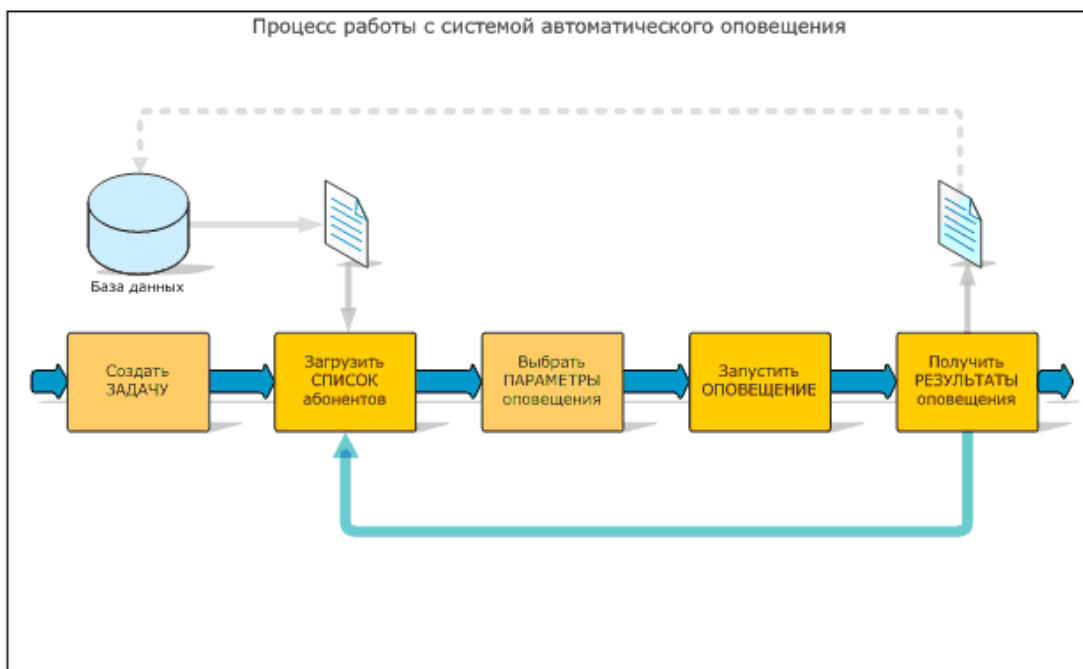 Процесс работы с системой автоматического оповещения
База данных
Создать
ЗАДАЧУ
Загрузить
СПИСОК
абонентов
Выбрать
ПАРАМЕТРЫ
оповещения
Запустить
ОПОВЕЩЕНИЕ
Получить
РЕЗУЛЬТАТЫ
оповещения